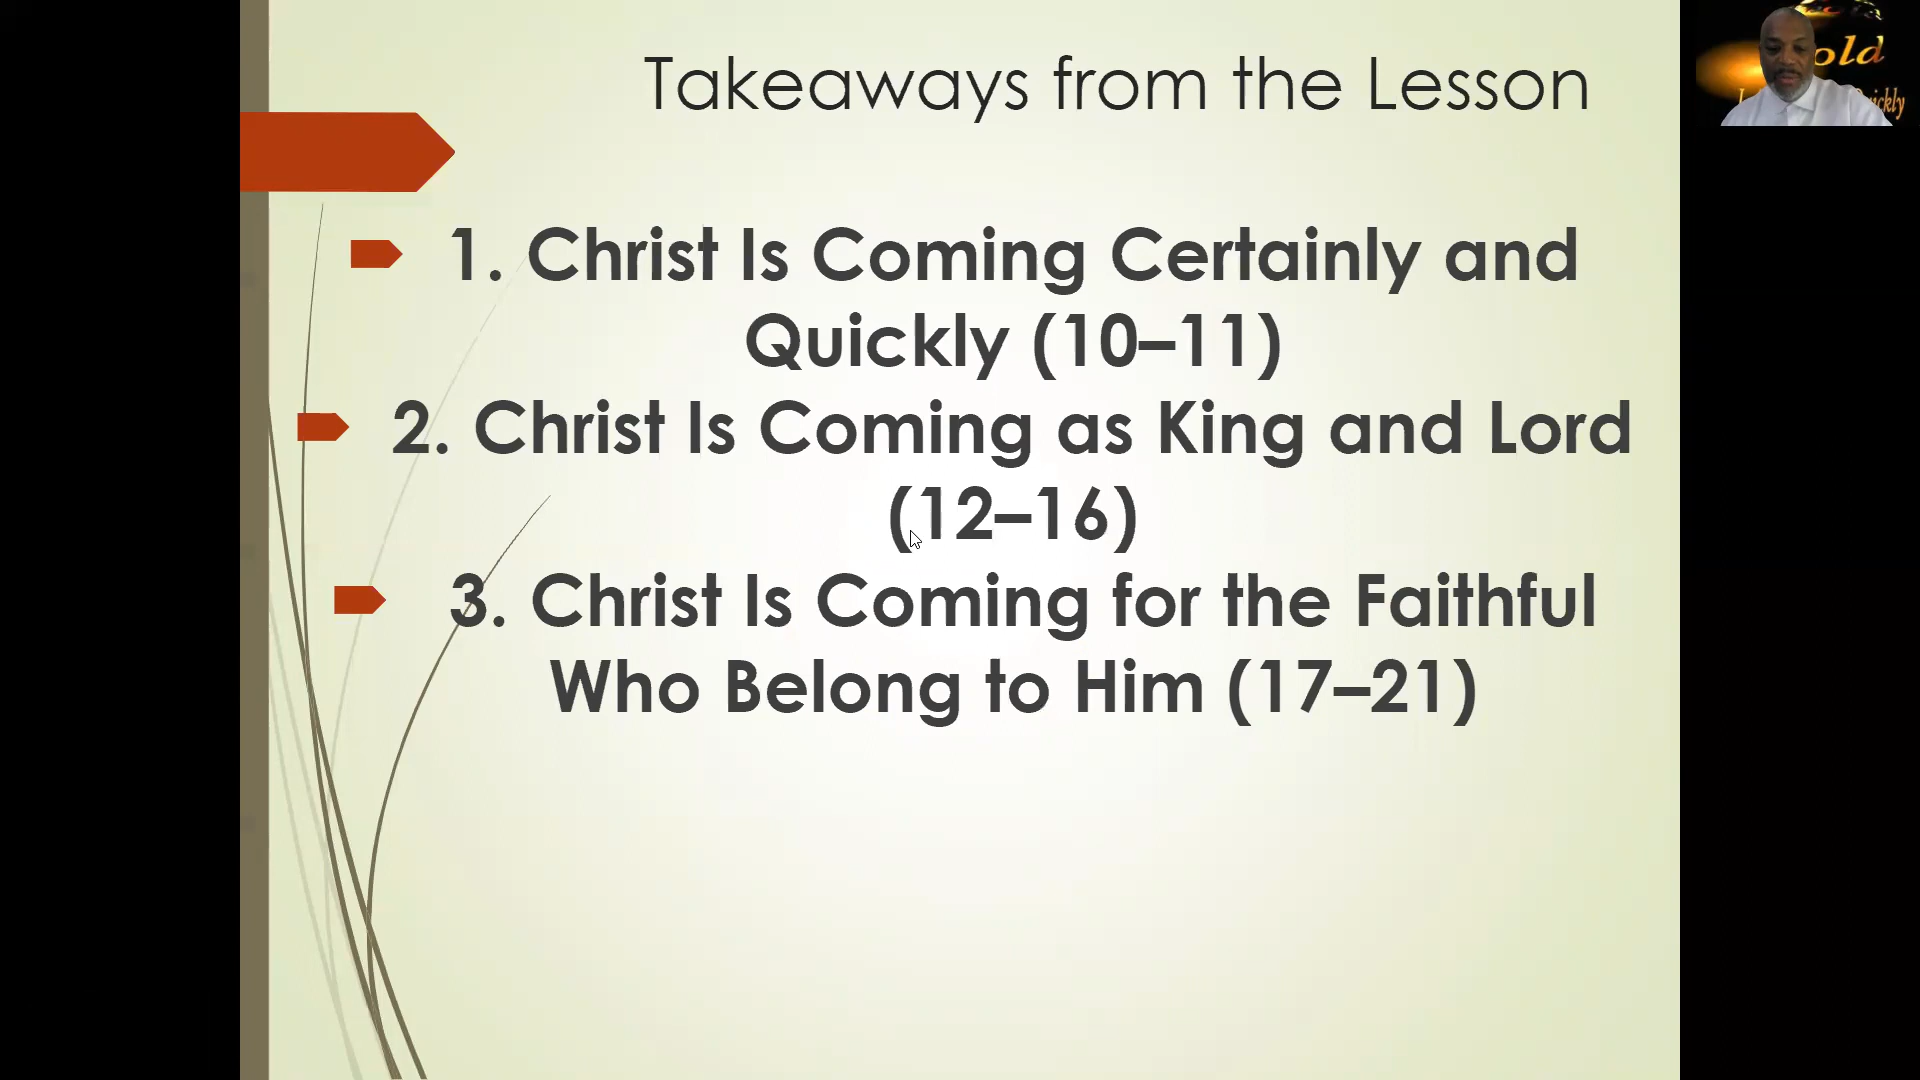 Takeaways from the Lesson
1. Christ Is Coming Certainly and
Quickly (10–11)
2. Christ Is Coming as King and Lord
(12–16)
3. Christ Is Coming for the Faithful
Who Belong to Him (17–21)